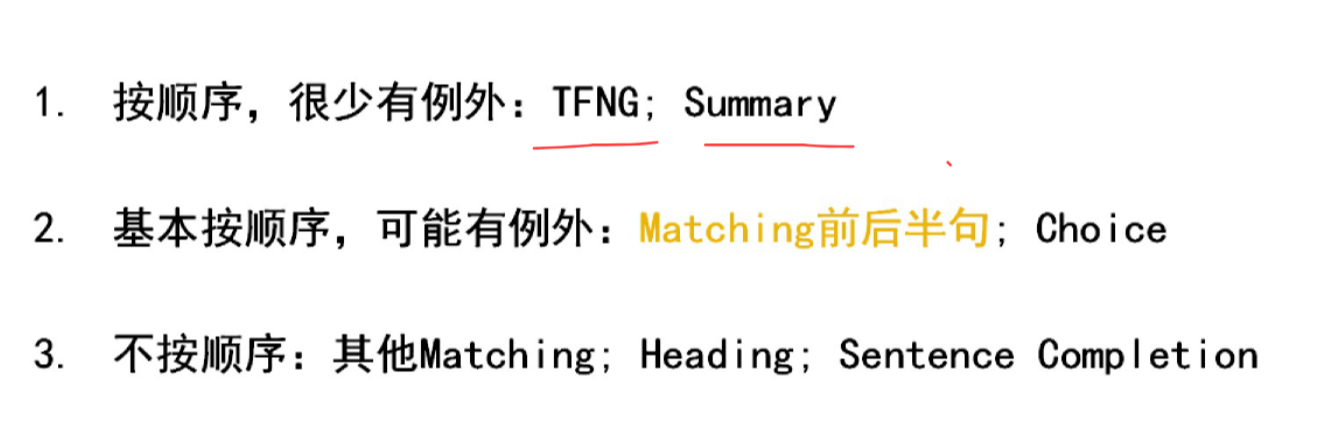 1. 按顺序，很少有例外：TFNG；Summary
2. 基本按顺序，可能有例外：Matching前后半句；Choice
3. 不按顺序：其他Matching；Heading；Sentence Completion